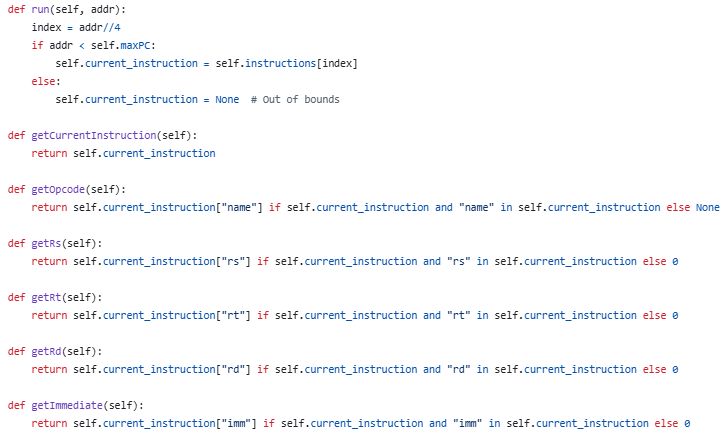 def run(self, addr):
    index = addr//4
    if addr < self.maxPC:
        self.current_instruction = self.instructions[index]
    else:
        self.current_instruction = None  # Out of bounds

def getCurrentInstruction(self):
    return self.current_instruction

def getOpcode(self):
    return self.current_instruction["name"] if self.current_instruction and "name" in self.current_instruction else None

def getRs(self):
    return self.current_instruction["rs"] if self.current_instruction and "rs" in self.current_instruction else 0

def getRt(self):
    return self.current_instruction["rt"] if self.current_instruction and "rt" in self.current_instruction else 0

def getRd(self):
    return self.current_instruction["rd"] if self.current_instruction and "rd" in self.current_instruction else 0

def getImmediate(self):
    return self.current_instruction["imm"] if self.current_instruction and "imm" in self.current_instruction else 0